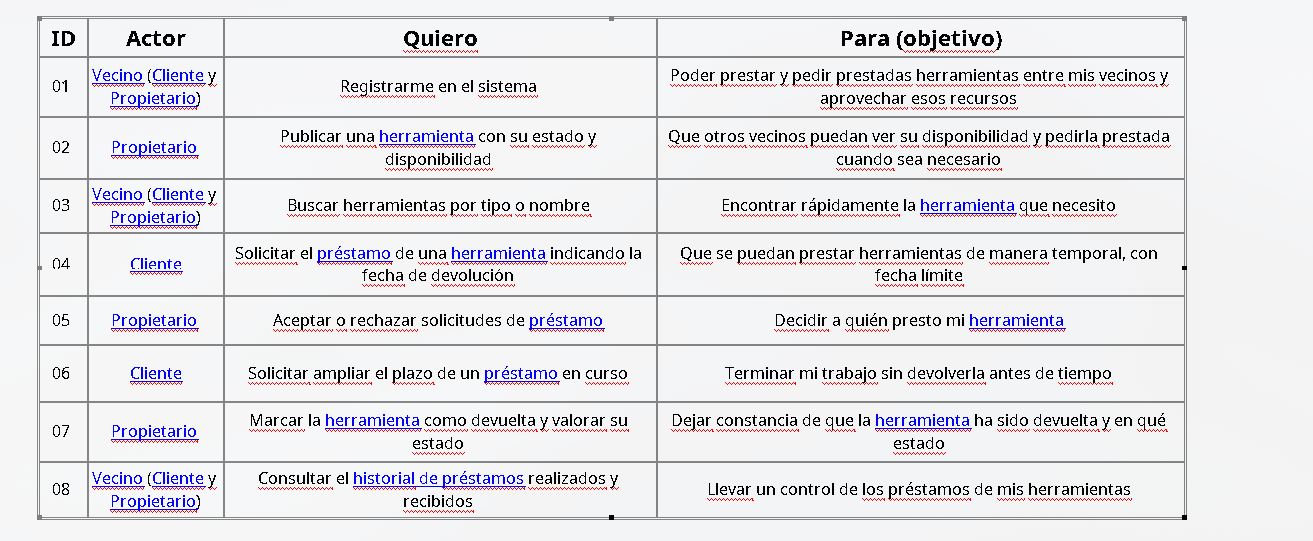 ID Actor Quiero Para (objetivo)
01 Vecino (Cliente y Propietario) Registrarme en el sistema Poder prestar y pedir prestadas herramientas entre mis vecinos y aprovechar esos recursos
02 Propietario Publicar una herramienta con su estado y disponibilidad Que otros vecinos puedan ver su disponibilidad y pedirla prestada cuando sea necesario
03 Vecino (Cliente y Propietario) Buscar herramientas por tipo o nombre Encontrar rápidamente la herramienta que necesito
04 Cliente Solicitar el préstamo de una herramienta indicando la fecha de devolución Que se puedan prestar herramientas de manera temporal, con fecha límite
05 Propietario Aceptar o rechazar solicitudes de préstamo Decidir a quién presto mi herramienta
06 Cliente Solicitar ampliar el plazo de un préstamo en curso Terminar mi trabajo sin devolverla antes de tiempo
07 Propietario Marcar la herramienta como devuelta y valorar su estado Dejar constancia de que la herramienta ha sido devuelta y en qué estado
08 Vecino (Cliente y Propietario) Consultar el historial de préstamos realizados y recibidos Llevar un control de los préstamos de mis herramientas